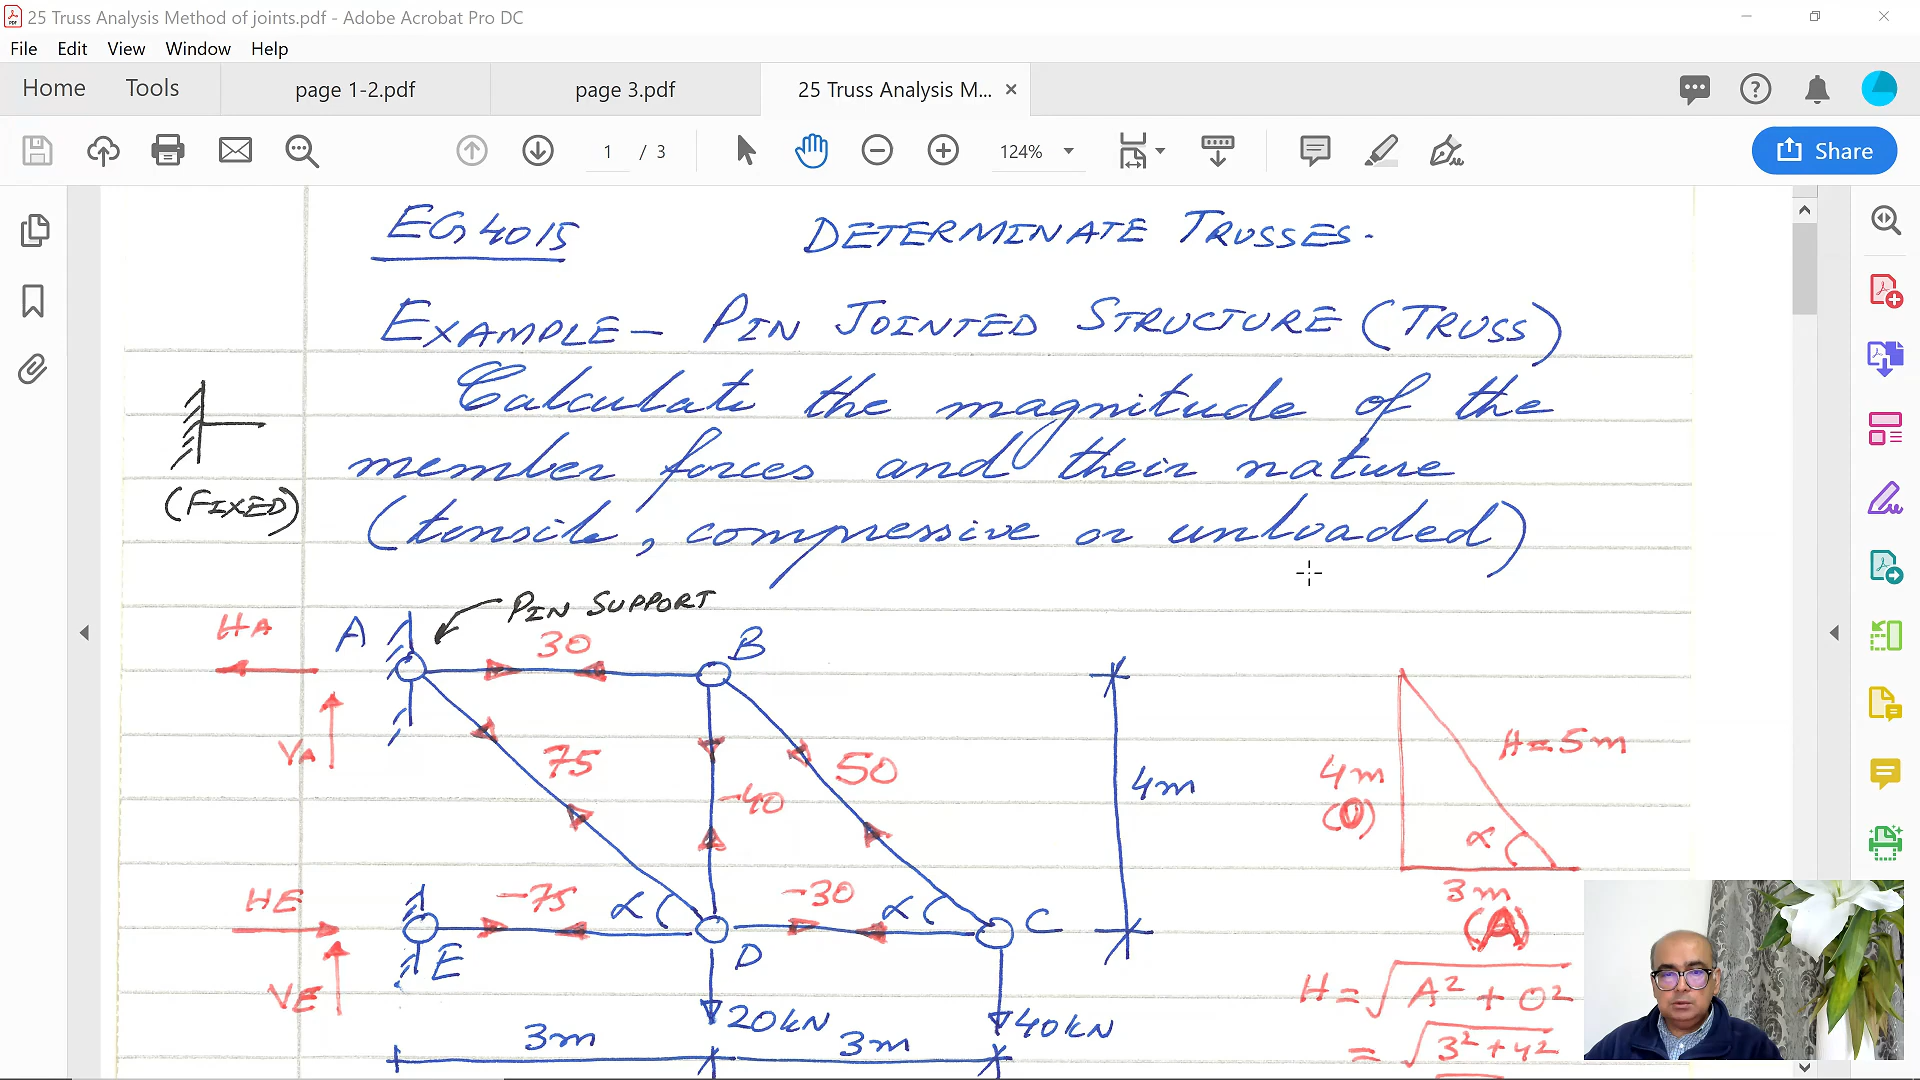 25 Truss Analysis Method of joints.pdf - Adobe Acrobat Pro DC
File Edit View Window Help
Home Tools page 1-2.pdf page 3.pdf 25 Truss Analysis M...
1 / 3 124% Share
EG4015 DETERMINATE TRUSSES.
EXAMPLE - PIN JOINTED STRUCTURE (TRUSS)
Calculate the magnitude of the
member forces and their nature
(tensile, compressive or unloaded)
(FIXED)
PIN SUPPORT
HA A 30 B
VA 75 -40 50 4m
4m (O) H=5m α
3m (A)
HE -75 α -30 α C
E D
VE
20kN 40kN
3m 3m
H = √A² + O²
= √3² + 4²